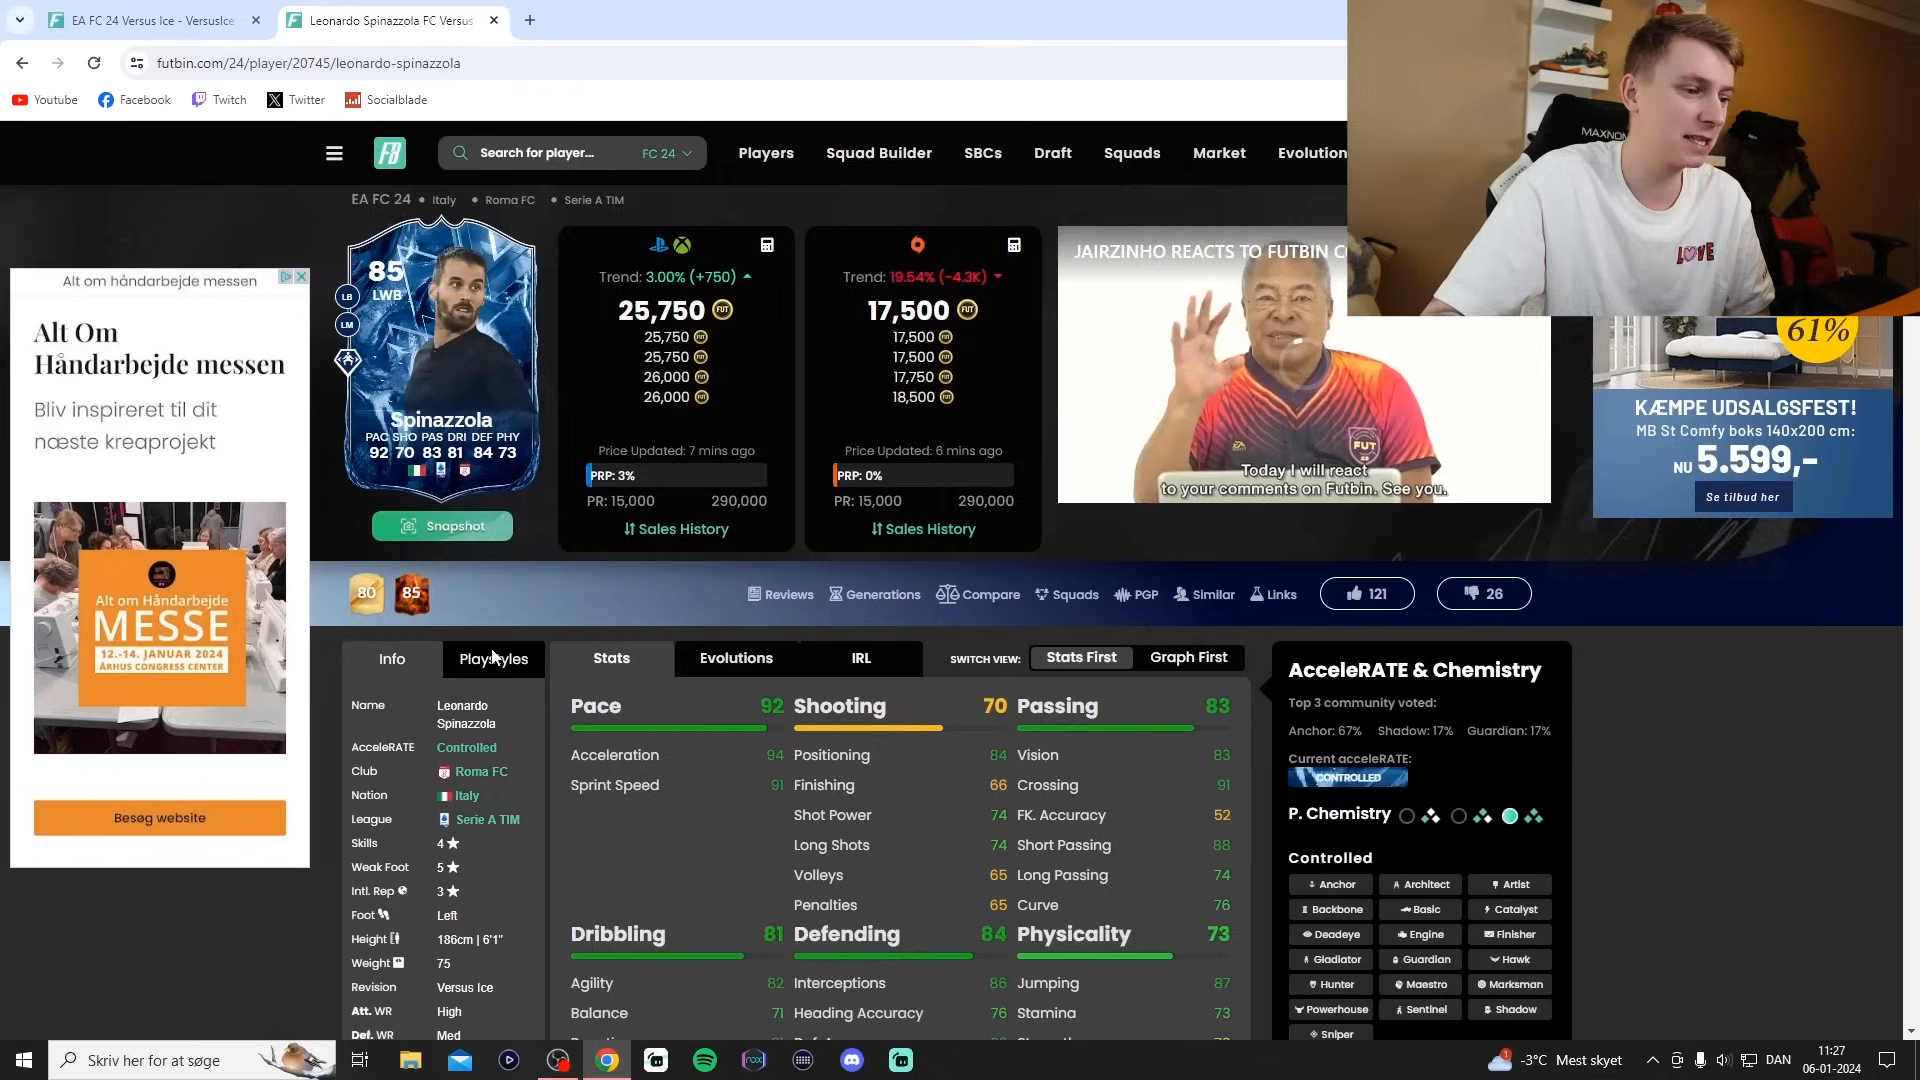 EA FC 24 Versus Ice - VersusIce
Leonardo Spinazzola FC Versus
futbin.com/24/player/20745/leonardo-spinazzola
Youtube
Facebook
Twitch
Twitter
Socialblade
Search for player...
FC 24
Players
Squad Builder
SBCs
Draft
Squads
Market
Evolution
MAXNOM
LOVE
EA FC 24
Italy
Roma FC
Serie A TIM
85
LWB
LB
LM
Spinazzola
PAC SHO PAS DRI DEF PHY
92 70 83 81 84 73
Snapshot
Trend: 3.00% (+750)
25,750
25,750
25,750
26,000
26,000
Price Updated: 7 mins ago
PRP: 3%
PR: 15,000
290,000
Sales History
Trend: 19.54% (-4.3K)
17,500
17,500
17,500
17,750
18,500
Price Updated: 6 mins ago
PRP: 0%
PR: 15,000
290,000
Sales History
JAIRZINHO REACTS TO FUTBIN C
FUT
Today I will react
to your comments on Futbin. See you.
61%
KÆMPE UDSALGSFEST!
MB St Comfy boks 140x200 cm:
NU 5.599,-
Se tilbud her
Alt om håndarbejde messen
Alt Om
Håndarbejde messen
Bliv inspireret til dit
næste kreaprojekt
Alt om Håndarbejde
MESSE
12.-14. JANUAR 2024
ÅRHUS CONGRESS CENTER
Besøg website
80
85
Reviews
Generations
Compare
Squads
PGP
Similar
Links
121
26
Info
Playstyles
Name
Leonardo
Spinazzola
AcceleRATE
Controlled
Club
Roma FC
Nation
Italy
League
Serie A TIM
Skills
4
Weak Foot
5
Intl. Rep
3
Foot
Left
Height
186cm | 6'1"
Weight
75
Revision
Versus Ice
Att. WR
High
Def. WR
Med
Stats
Evolutions
IRL
SWITCH VIEW:
Stats First
Graph First
Pace 92
Acceleration 94
Sprint Speed 91
Shooting 70
Positioning 84
Finishing 66
Shot Power 74
Long Shots 74
Volleys 65
Penalties 65
Passing 83
Vision 83
Crossing 91
FK. Accuracy 52
Short Passing 88
Long Passing 74
Curve 76
Dribbling 81
Agility 82
Balance 71
Defending 84
Interceptions 86
Heading Accuracy 76
Physicality 73
Jumping 87
Stamina 73
AcceleRATE & Chemistry
Top 3 community voted:
Anchor: 67%
Shadow: 17%
Guardian: 17%
Current acceleRATE:
CONTROLLED
P. Chemistry
Controlled
Anchor
Architect
Artist
Backbone
Basic
Catalyst
Deadeye
Engine
Finisher
Gladiator
Guardian
Hawk
Hunter
Maestro
Marksman
Powerhouse
Sentinel
Shadow
Sniper
Skriv her for at søge
1
-3°C Mest skyet
DAN
11:27
06-01-2024